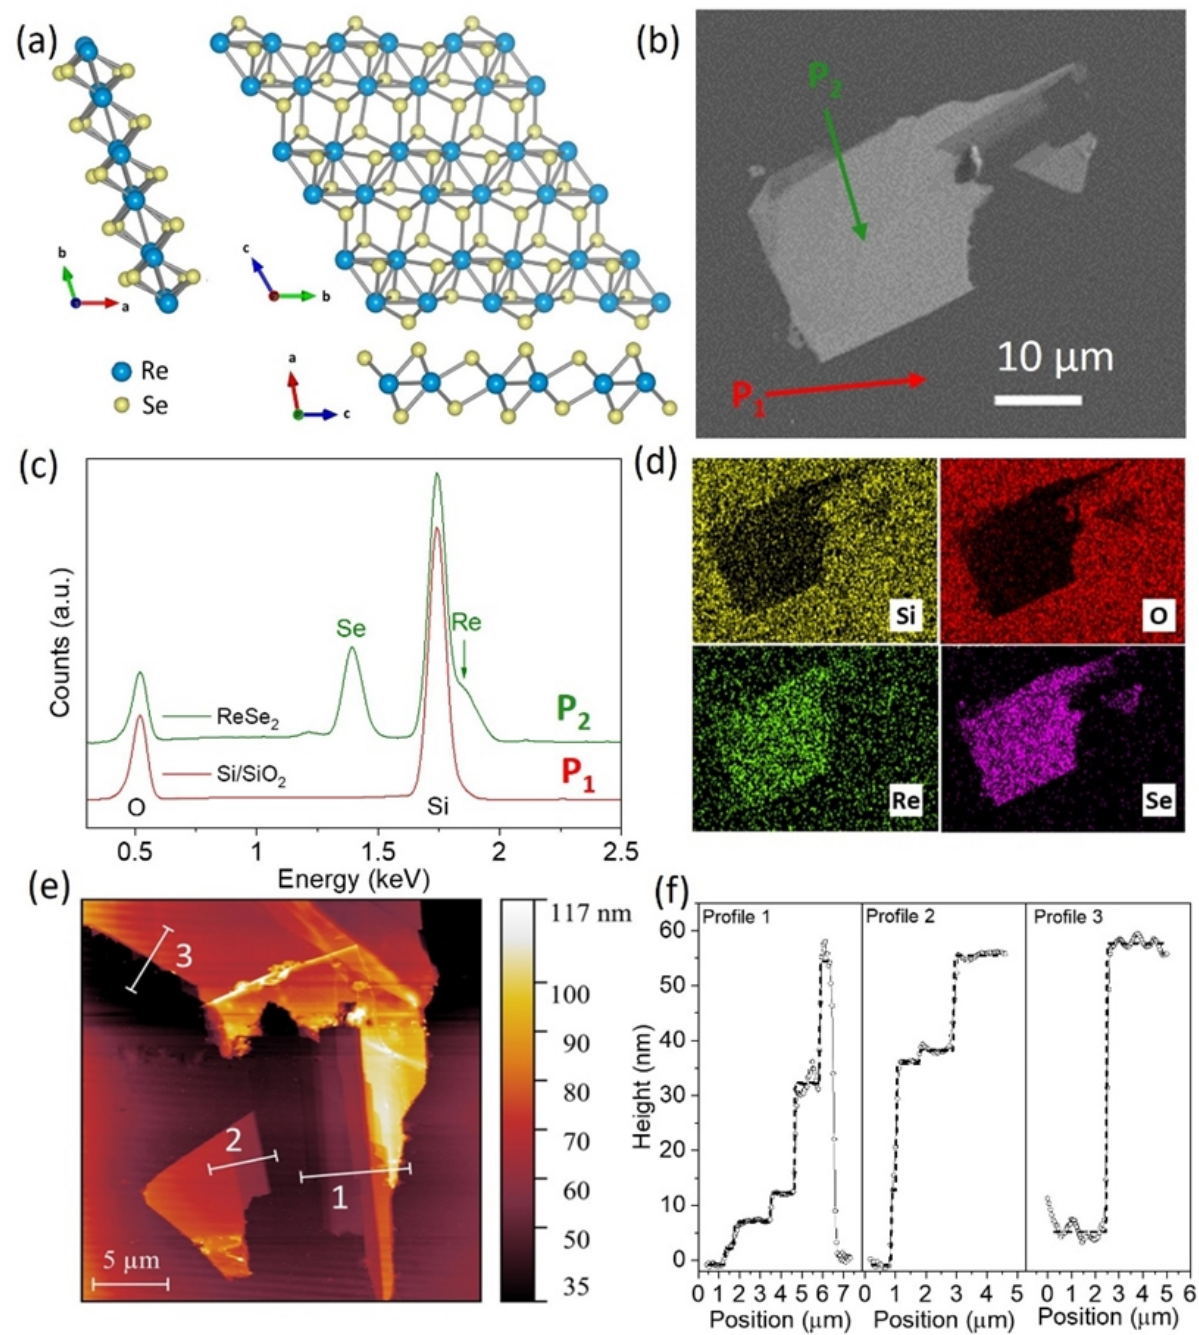 (a)
b
a
c
b
a
c
Re
Se
(b)
P2
P1
10 μm
(c)
Counts (a.u.)
Se
Re
ReSe2
P2
Si/SiO2
P1
O
Si
0.5 1 1.5 2 2.5
Energy (keV)
(d)
Si
O
Re
Se
(e)
3
2
1
5 μm
117 nm
100
90
80
70
60
50
35
(f)
Profile 1 Profile 2 Profile 3
60
50
40
30
20
10
0
Height (nm)
0 1 2 3 4 5 6 7 0 1 2 3 4 5 0 1 2 3 4 5 6
Position (μm) Position (μm) Position (μm)